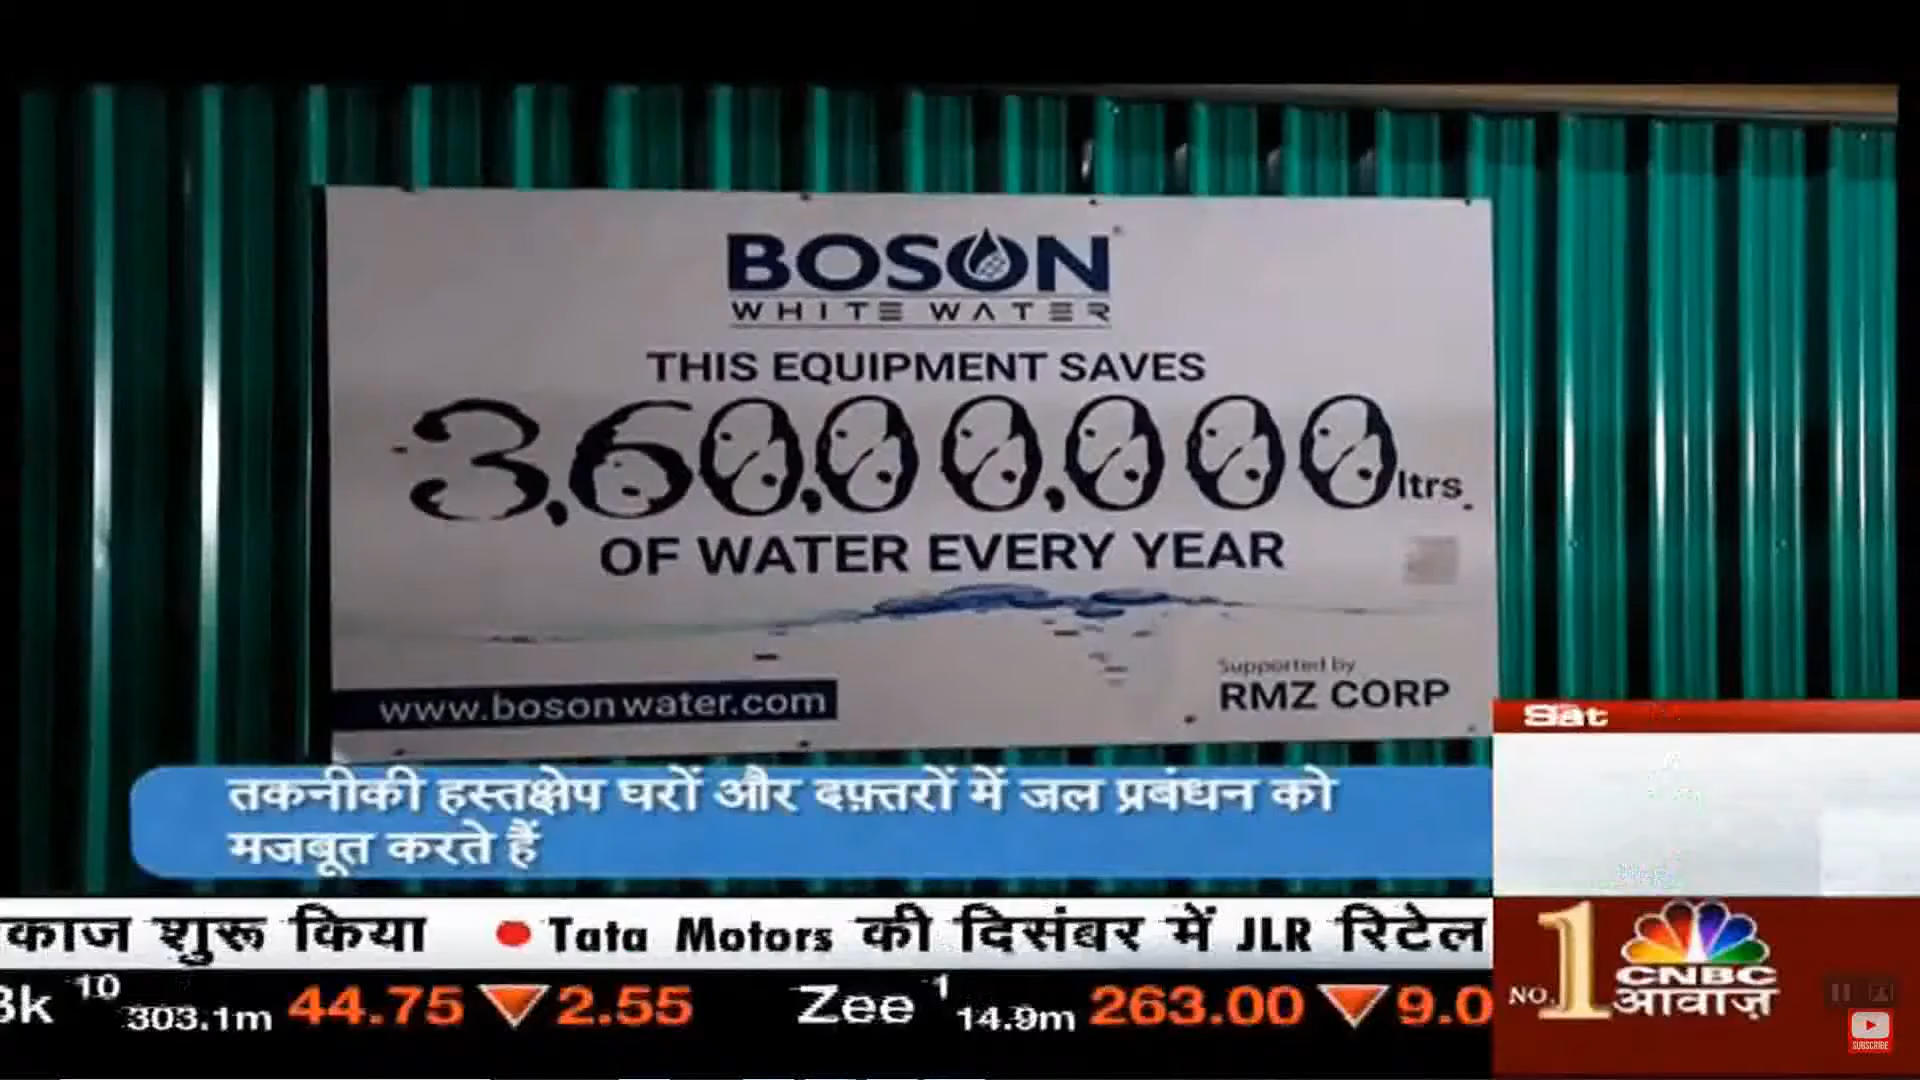 BOSON
WHITE WATER
THIS EQUIPMENT SAVES
3,60,00,000 ltrs.
OF WATER EVERY YEAR
www.bosonwater.com
Supported by
RMZ CORP
Sat
तकनीकी हस्तक्षेप घरों और दफ़्तरों में जल प्रबंधन को
मजबूत करते हैं
काज शुरू किया • Tata Motors की दिसंबर में JLR रिटेल
Bk 10 303.1m 44.75 ▼ 2.55 Zee 1 14.9m 263.00 ▼ 9.0
NO. 1 CNBC
आवाज़
SUBSCRIBE